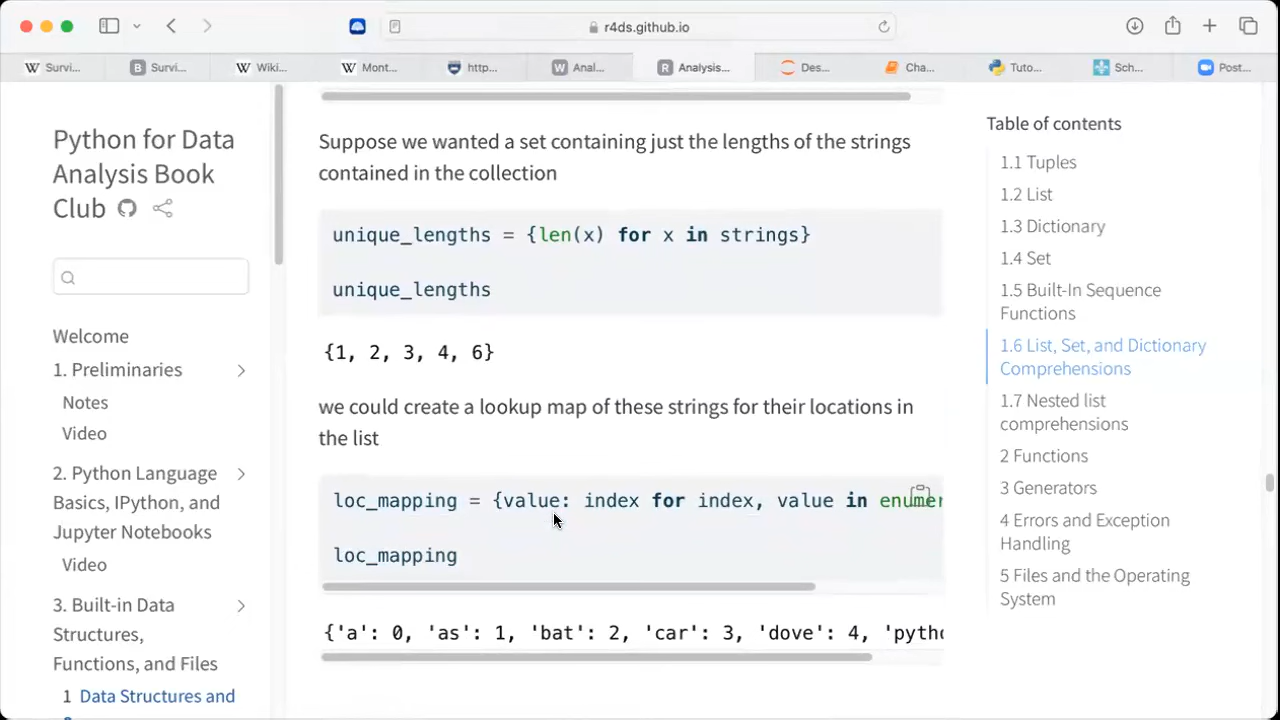 r4ds.github.io
Survi...
Survi...
Wiki...
Mont...
http...
Anal...
Analysis...
Des...
Cha...
Tuto...
Sch...
Post...
Python for Data
Analysis Book
Club
Welcome
1. Preliminaries
Notes
Video
2. Python Language
Basics, IPython, and
Jupyter Notebooks
Video
3. Built-in Data
Structures,
Functions, and Files
1 Data Structures and
Suppose we wanted a set containing just the lengths of the strings
contained in the collection
unique_lengths = {len(x) for x in strings}
unique_lengths
{1, 2, 3, 4, 6}
we could create a lookup map of these strings for their locations in
the list
loc_mapping = {value: index for index, value in enumer
loc_mapping
{'a': 0, 'as': 1, 'bat': 2, 'car': 3, 'dove': 4, 'pytho
Table of contents
1.1 Tuples
1.2 List
1.3 Dictionary
1.4 Set
1.5 Built-In Sequence
Functions
1.6 List, Set, and Dictionary
Comprehensions
1.7 Nested list
comprehensions
2 Functions
3 Generators
4 Errors and Exception
Handling
5 Files and the Operating
System